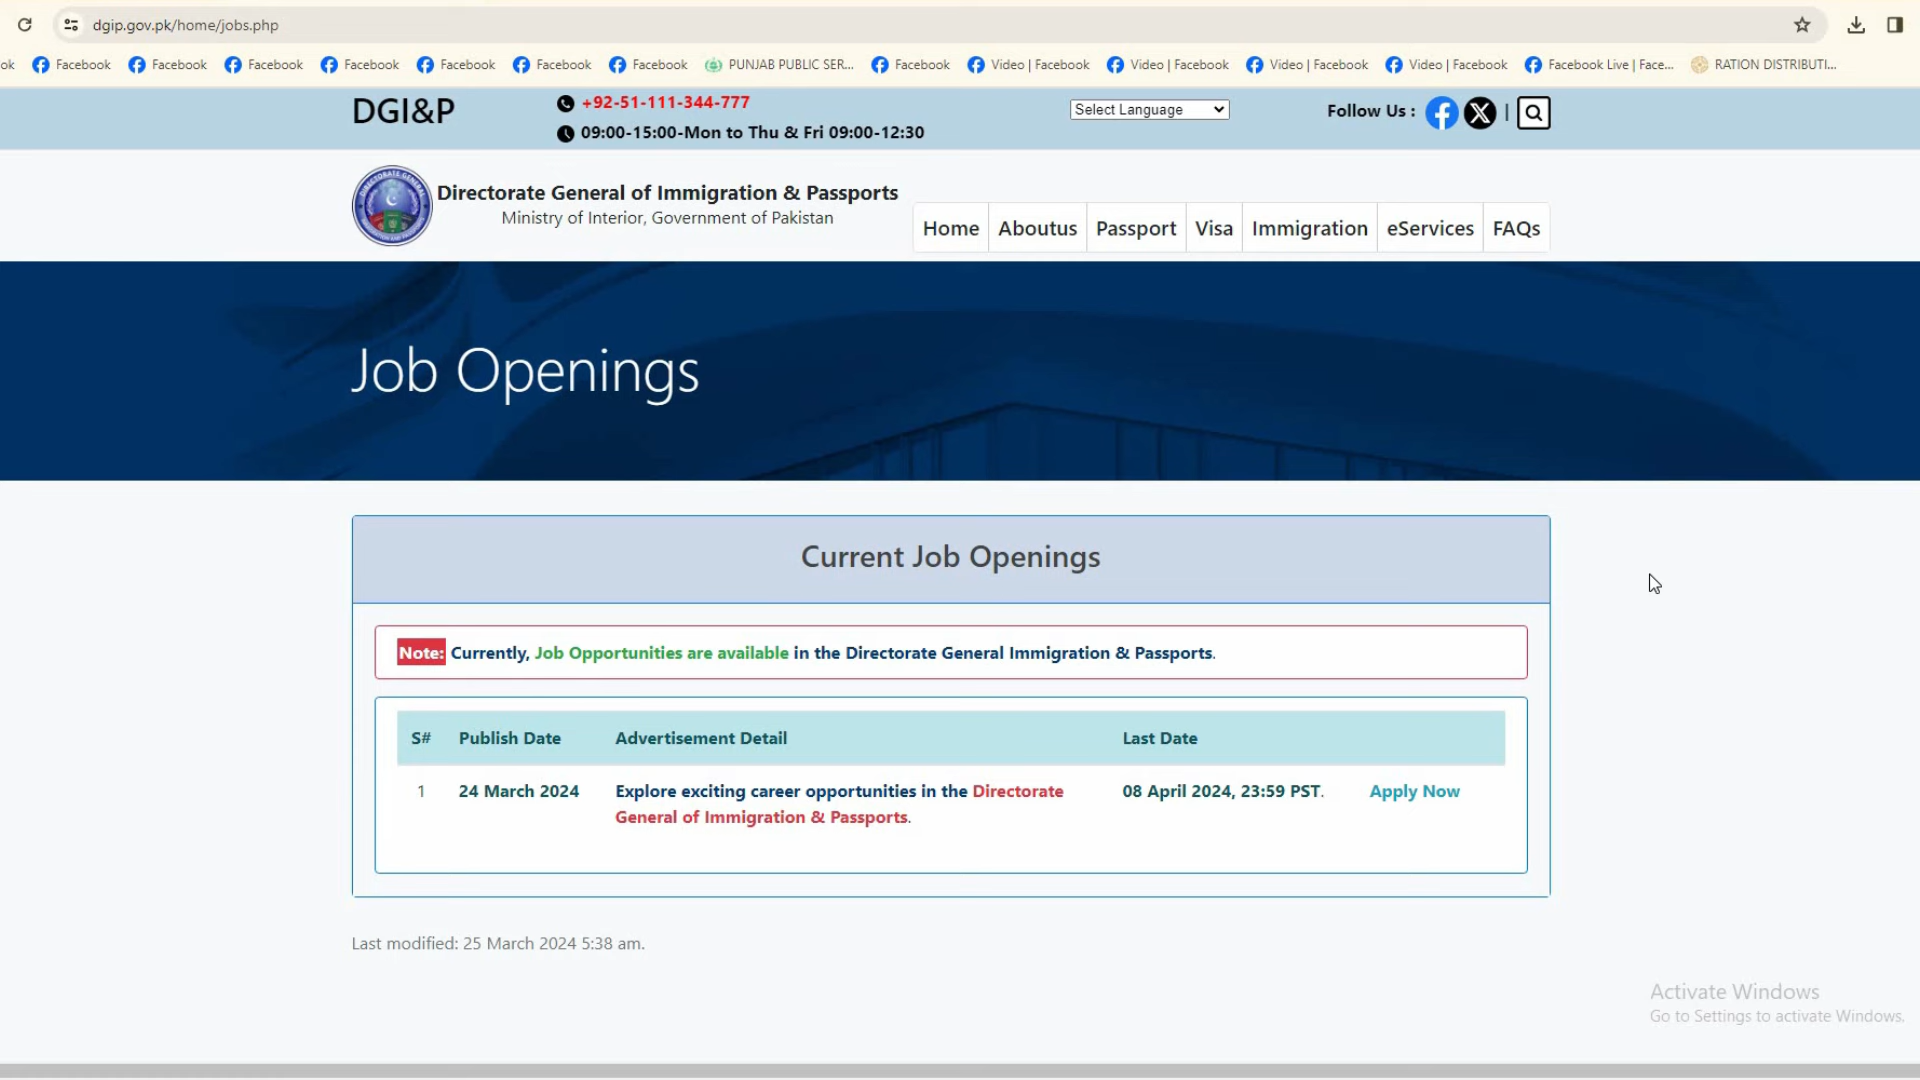 dgip.gov.pk/home/jobs.php
ok Facebook Facebook Facebook Facebook Facebook Facebook Facebook PUNJAB PUBLIC SER... Facebook Video | Facebook Video | Facebook Video | Facebook Video | Facebook Facebook Live | Face... RATION DISTRIBUTI...
DGI&P
+92-51-111-344-777
09:00-15:00-Mon to Thu & Fri 09:00-12:30
Select Language
Follow Us : |
Directorate General of Immigration & Passports
Ministry of Interior, Government of Pakistan
Home Aboutus Passport Visa Immigration eServices FAQs
Job Openings
Current Job Openings
Note: Currently, Job Opportunities are available in the Directorate General Immigration & Passports.
S# Publish Date Advertisement Detail Last Date
1 24 March 2024 Explore exciting career opportunities in the Directorate 08 April 2024, 23:59 PST. Apply Now
General of Immigration & Passports.
Last modified: 25 March 2024 5:38 am.
Activate Windows
Go to Settings to activate Windows.